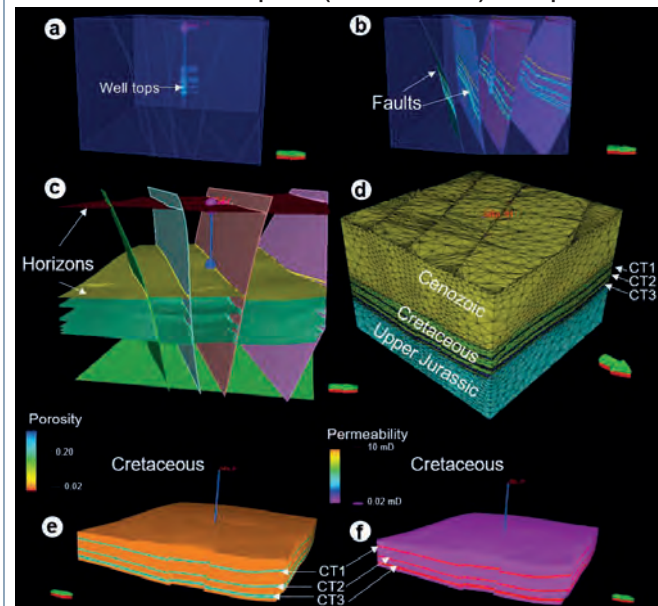 a
Well tops
b
Faults
c
Horizons
d
CT1
CT2
CT3
Cenozoic
Cretaceous
Upper Jurassic
Porosity
0.20
0.02
Cretaceous
e
CT1
CT2
CT3
Permeability
10 mD
0.02 mD
Cretaceous
f